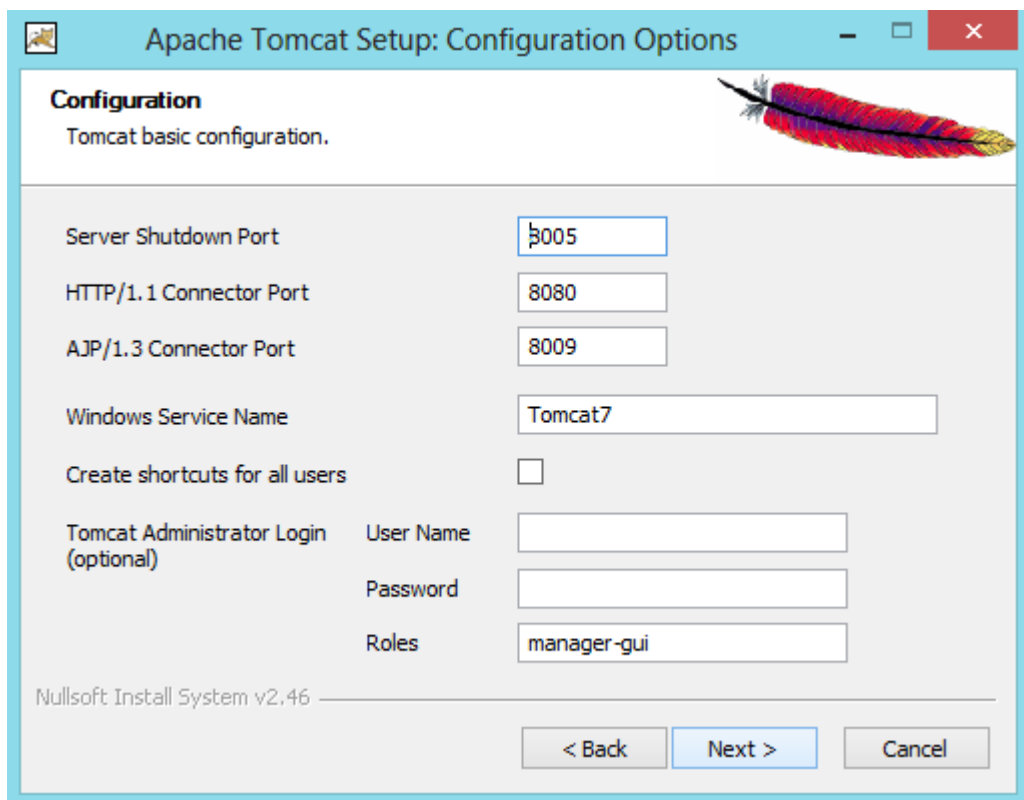 Apache Tomcat Setup: Configuration Options
Configuration
Tomcat basic configuration.
Server Shutdown Port 8005
HTTP/1.1 Connector Port 8080
AJP/1.3 Connector Port 8009
Windows Service Name Tomcat7
Create shortcuts for all users
Tomcat Administrator Login User Name
(optional)
Password
Roles manager-gui
Nullsoft Install System v2.46
< Back Next > Cancel